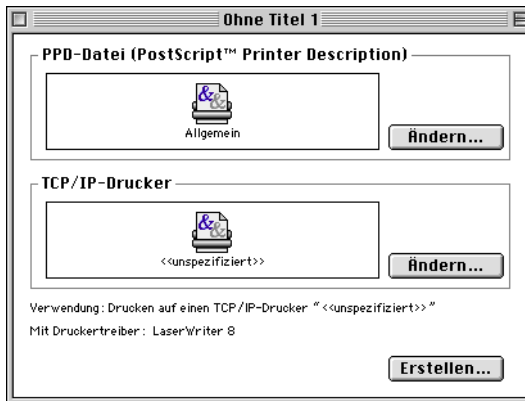 Ohne Titel 1
PPD-Datei (PostScript™ Printer Description)
&&
Allgemein
Ändern...
TCP/IP-Drucker
&&
<<unspezifiziert>>
Ändern...
Verwendung: Drucken auf einen TCP/IP-Drucker “<<unspezifiziert>>”
Mit Druckertreiber: LaserWriter 8
Erstellen...